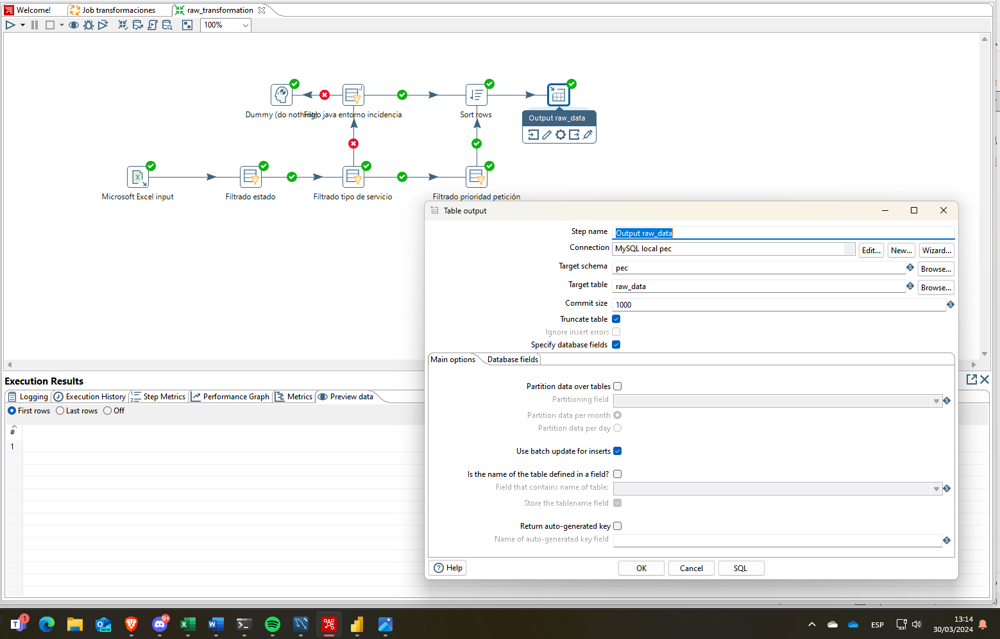 Welcome!
Job transformaciones
raw_transformation
100%
Dummy (do nothing)
Filtro java entorno incidencia
Sort rows
Output raw_data
Microsoft Excel input
Filtrado estado
Filtrado tipo de servicio
Filtrado prioridad petición
Table output
Step name
Output raw_data
Connection
MySQL local pec
Edit...
New...
Wizard...
Target schema
pec
Browse...
Target table
raw_data
Browse...
Commit size
1000
Truncate table
Ignore insert errors
Specify database fields
Main options
Database fields
Partition data over tables
Partitioning field
Partition data per month
Partition data per day
Use batch update for inserts
Is the name of the table defined in a field?
Field that contains name of table:
Store the tablename field
Return auto-generated key
Name of auto-generated key field
Help
OK
Cancel
SQL
Execution Results
Logging
Execution History
Step Metrics
Performance Graph
Metrics
Preview data
First rows
Last rows
Off
#
1
1
NEW
9+
ESP
13:14
30/03/2024